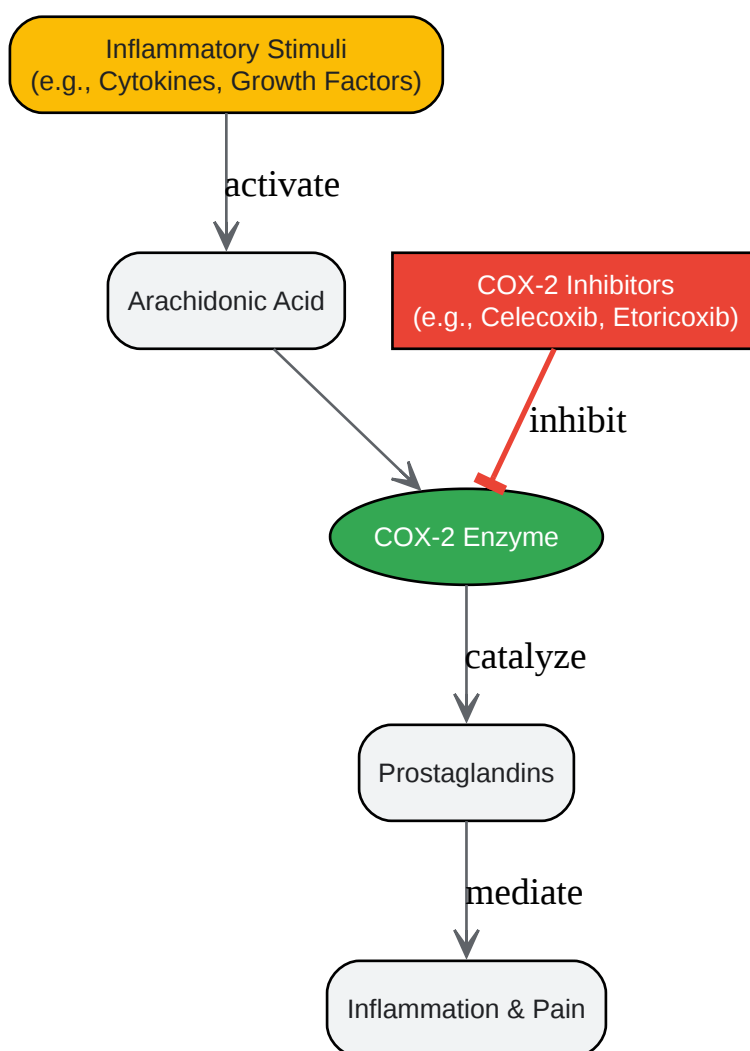 Inflammatory Stimuli
(e.g., Cytokines, Growth Factors)
activate
Arachidonic Acid
COX-2 Inhibitors
(e.g., Celecoxib, Etoricoxib)
inhibit
COX-2 Enzyme
catalyze
Prostaglandins
mediate
Inflammation & Pain